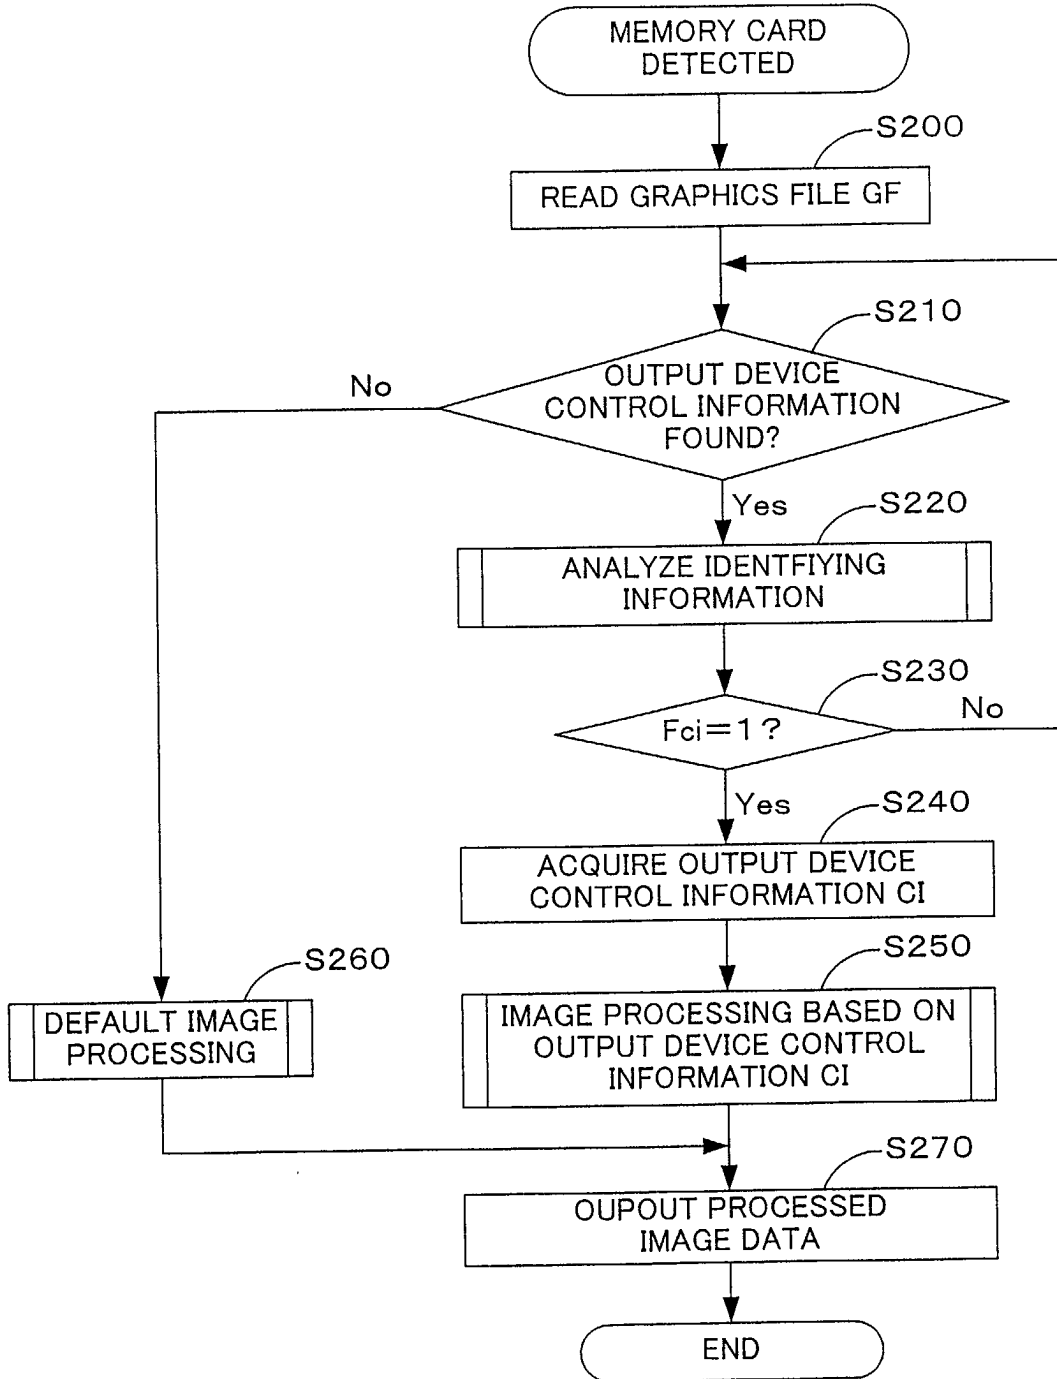 MEMORY CARD
DETECTED
S200
READ GRAPHICS FILE GF
S210
OUTPUT DEVICE
CONTROL INFORMATION
FOUND?
No
Yes
S220
ANALYZE IDENTFIYING
INFORMATION
S230
Fci=1?
No
Yes
S240
ACQUIRE OUTPUT DEVICE
CONTROL INFORMATION CI
S250
IMAGE PROCESSING BASED ON
OUTPUT DEVICE CONTROL
INFORMATION CI
S260
DEFAULT IMAGE
PROCESSING
S270
OUPOUT PROCESSED
IMAGE DATA
END